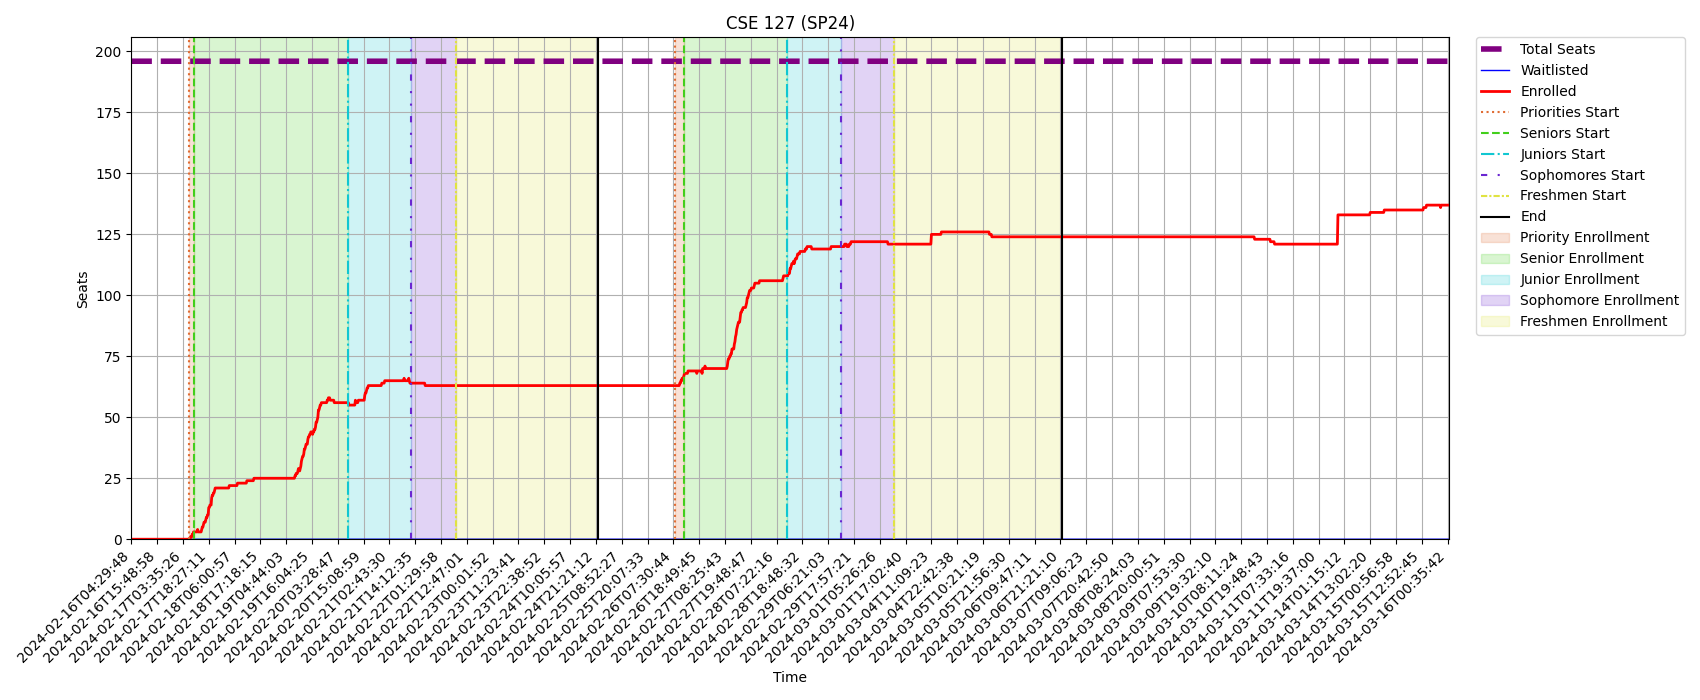 CSE 127 (SP24)
200
175
150
125
100
75
50
25
0
Seats
2024-02-16T04:29:48
2024-02-16T15:48:58
2024-02-17T03:35:26
2024-02-17T18:27:11
2024-02-18T06:00:57
2024-02-18T17:18:15
2024-02-19T04:44:03
2024-02-19T16:04:25
2024-02-20T03:28:47
2024-02-20T15:08:59
2024-02-21T02:43:30
2024-02-21T14:12:35
2024-02-22T01:29:58
2024-02-22T12:47:01
2024-02-23T00:01:52
2024-02-23T11:23:41
2024-02-23T22:38:52
2024-02-24T10:05:57
2024-02-24T21:21:12
2024-02-25T08:52:27
2024-02-25T20:07:33
2024-02-26T07:30:44
2024-02-26T18:49:45
2024-02-27T08:25:43
2024-02-27T19:48:47
2024-02-28T07:22:16
2024-02-28T18:48:32
2024-02-29T06:21:03
2024-02-29T17:57:21
2024-03-01T05:26:26
2024-03-01T17:02:40
2024-03-04T11:09:23
2024-03-04T22:42:38
2024-03-05T10:21:19
2024-03-05T21:56:30
2024-03-06T09:47:11
2024-03-06T21:21:10
2024-03-07T09:06:23
2024-03-07T20:42:50
2024-03-08T08:24:03
2024-03-08T20:00:51
2024-03-09T07:53:30
2024-03-09T19:32:10
2024-03-10T08:11:24
2024-03-10T19:48:43
2024-03-11T07:33:16
2024-03-11T19:37:00
2024-03-14T01:15:12
2024-03-14T13:02:20
2024-03-15T00:56:58
2024-03-15T12:52:45
2024-03-16T00:35:42
Time
Total Seats
Waitlisted
Enrolled
Priorities Start
Seniors Start
Juniors Start
Sophomores Start
Freshmen Start
End
Priority Enrollment
Senior Enrollment
Junior Enrollment
Sophomore Enrollment
Freshmen Enrollment